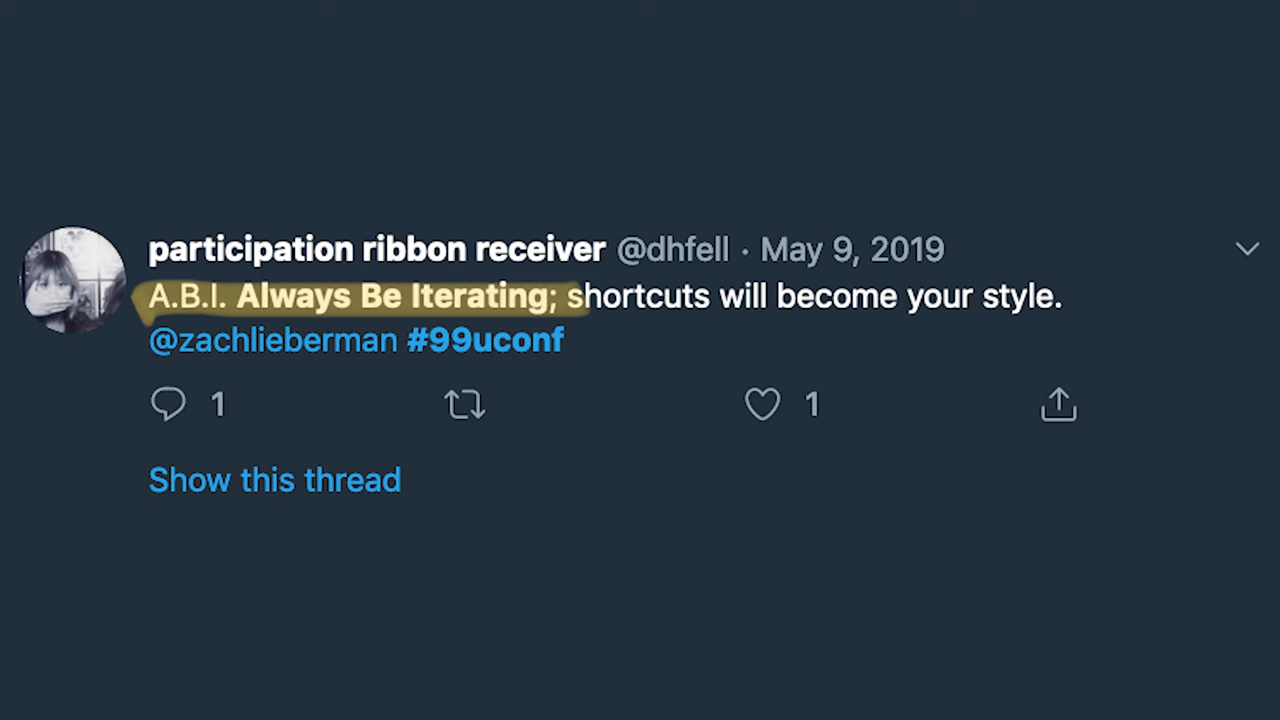 participation ribbon receiver @dhfell · May 9, 2019
A.B.I. Always Be Iterating; shortcuts will become your style.
@zachlieberman #99uconf
1 1
Show this thread